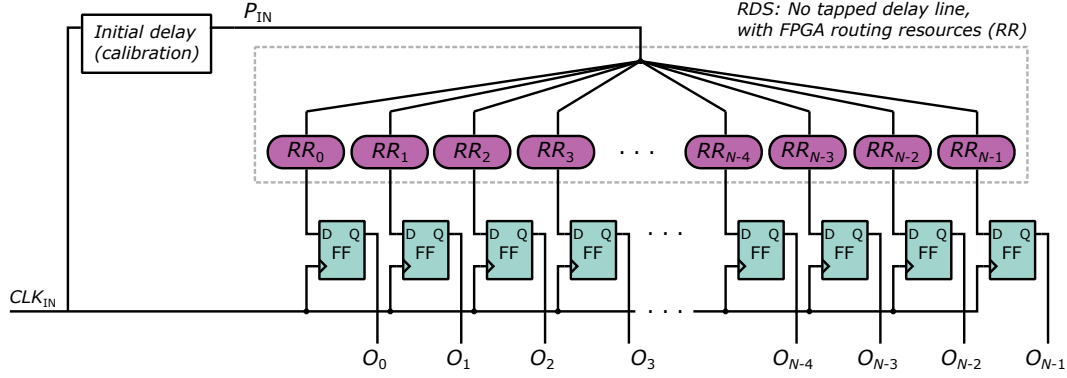 P_IN
RDS: No tapped delay line,
with FPGA routing resources (RR)
Initial delay
(calibration)
RR_0 RR_1 RR_2 RR_3 · · · RR_N-4 RR_N-3 RR_N-2 RR_N-1
D Q D Q D Q D Q · · · D Q D Q D Q D Q
FF FF FF FF FF FF FF FF
CLK_IN
· · ·
O_0 O_1 O_2 O_3 O_N-4 O_N-3 O_N-2 O_N-1